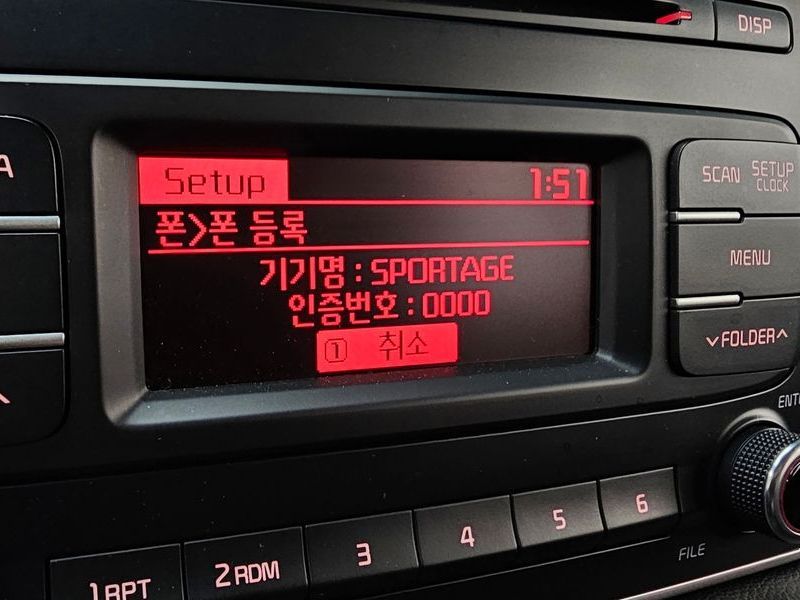 DISP
A
Setup 1:51
SCAN SETUP CLOCK
폰>폰 등록
MENU
기기명 : SPORTAGE
인증번호 : 0000
① 취소
FOLDER
1 RPT 2 RDM 3 4 5 6
FILE